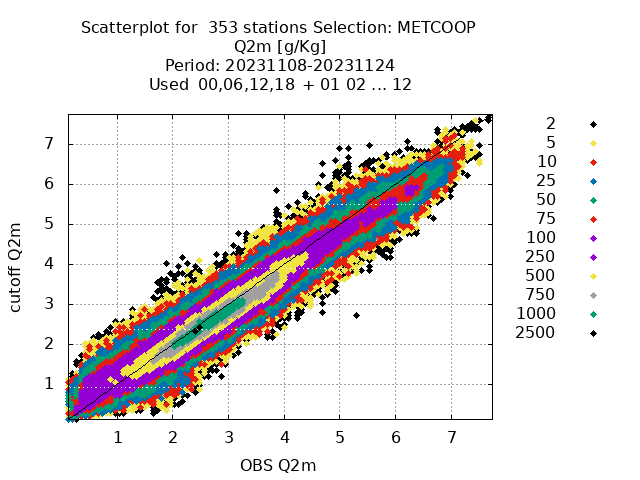 Scatterplot for 353 stations Selection: METCOOP
Q2m [g/Kg]
Period: 20231108-20231124
Used 00,06,12,18 + 01 02 ... 12
7
6
5
4
3
2
1
cutoff Q2m
1 2 3 4 5 6 7
OBS Q2m
2
5
10
25
50
75
100
250
500
750
1000
2500